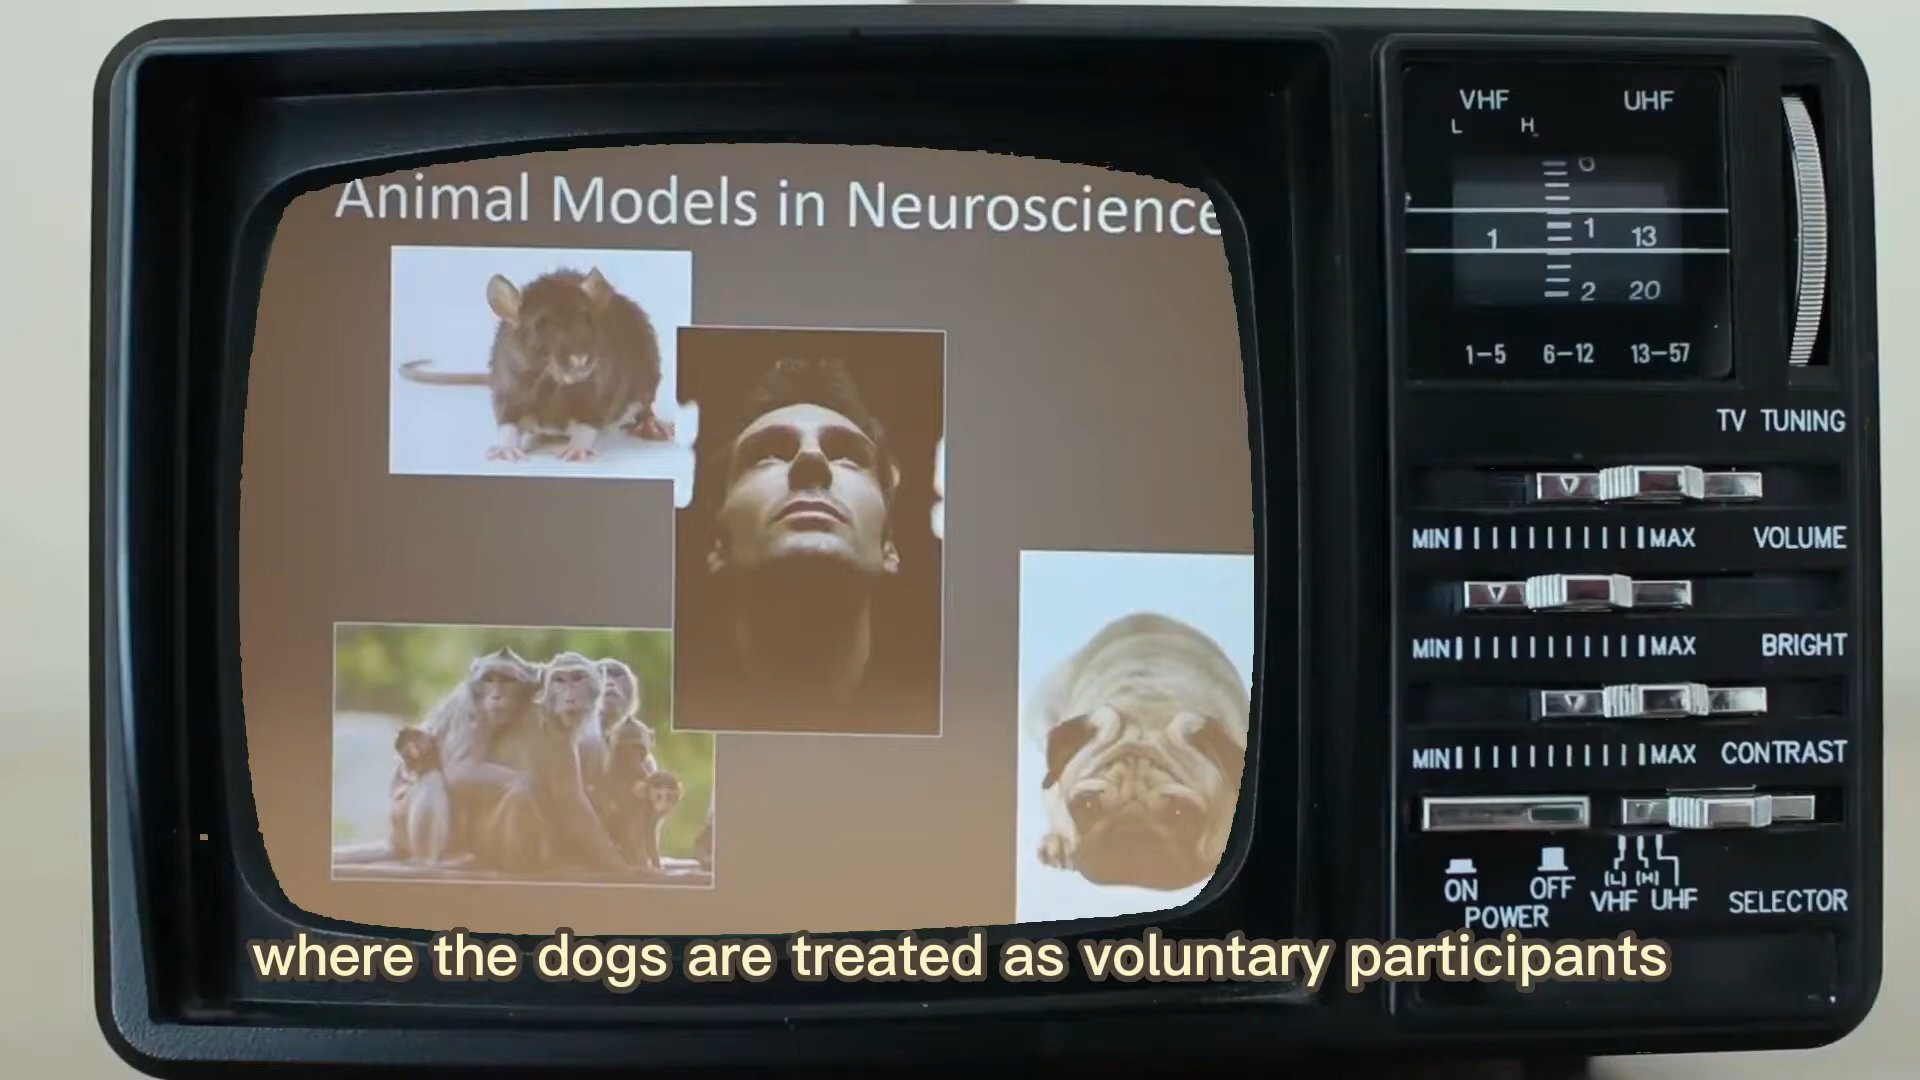 Animal Models in Neuroscience
VHF UHF
L H
0
1 1 13
2 20
1-5 6-12 13-57
TV TUNING
MIN MAX VOLUME
MIN MAX BRIGHT
MIN MAX CONTRAST
ON OFF (L) (H)
POWER VHF UHF SELECTOR
where the dogs are treated as voluntary participants